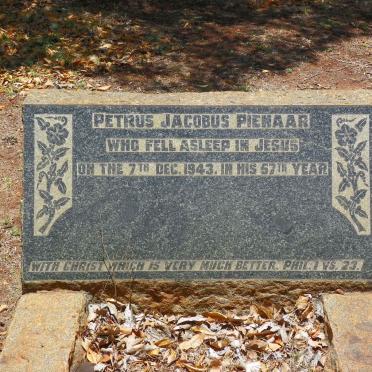 PETRUS JACOBUS PIENAAR
WHO FELL ASLEEP IN JESUS
ON THE 7TH DEC. 1943. IN HIS 57TH YEAR
WITH CHRIST WHICH IS VERY MUCH BETTER. PHIL. 1 VS. 23.